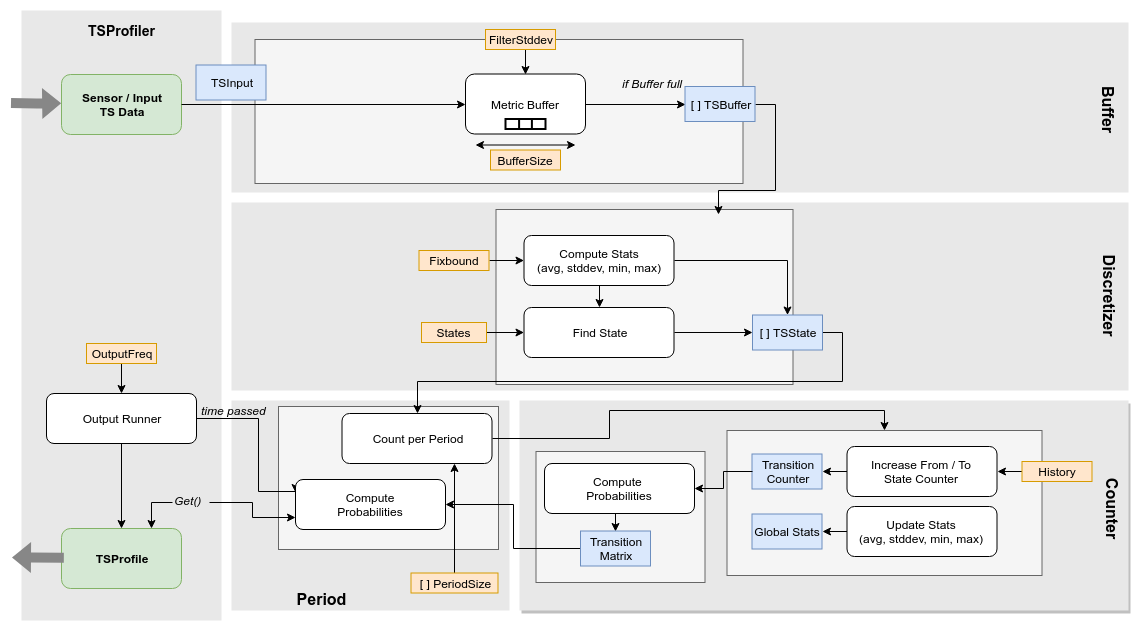 TSProfiler
Sensor / Input
TS Data
TSInput
FilterStddev
Metric Buffer
BufferSize
if Buffer full
[ ] TSBuffer
Buffer
Fixbound
Compute Stats
(avg, stddev, min, max)
States
Find State
[ ] TSState
Discretizer
OutputFreq
Output Runner
time passed
Get()
TSProfile
Count per Period
Compute
Probabilities
[ ] PeriodSize
Period
Compute
Probabilities
Transition
Matrix
Transition
Counter
Increase From / To
State Counter
History
Global Stats
Update Stats
(avg, stddev, min, max)
Counter